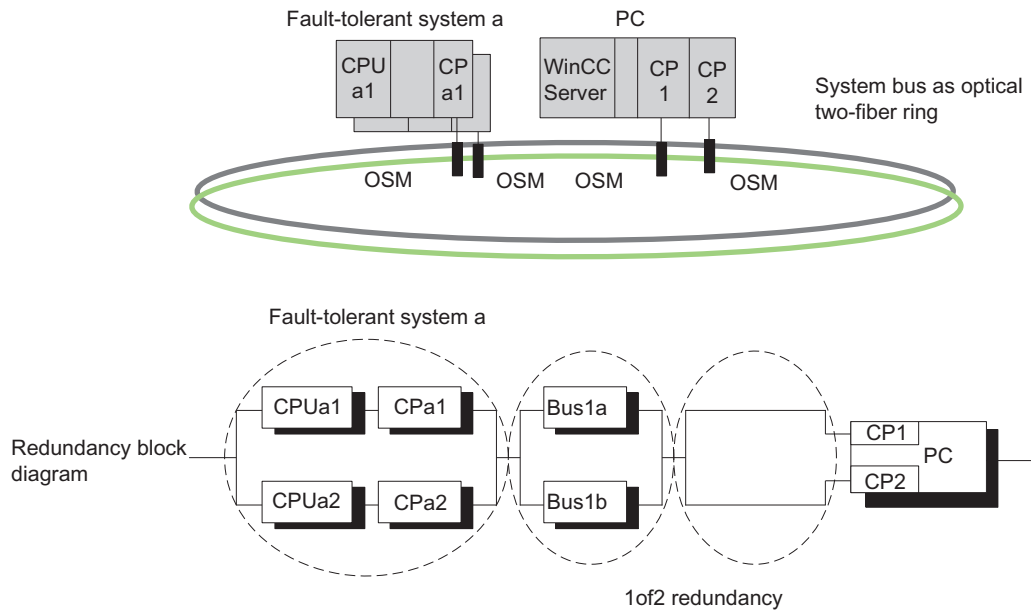 Fault-tolerant system a
PC
CPU
a1
CP
a1
WinCC
Server
CP
1
CP
2
System bus as optical
two-fiber ring
OSM
OSM
OSM
OSM
Fault-tolerant system a
Redundancy block
diagram
CPUa1
CPa1
Bus1a
CP1
PC
CP2
CPUa2
CPa2
Bus1b
1of2 redundancy